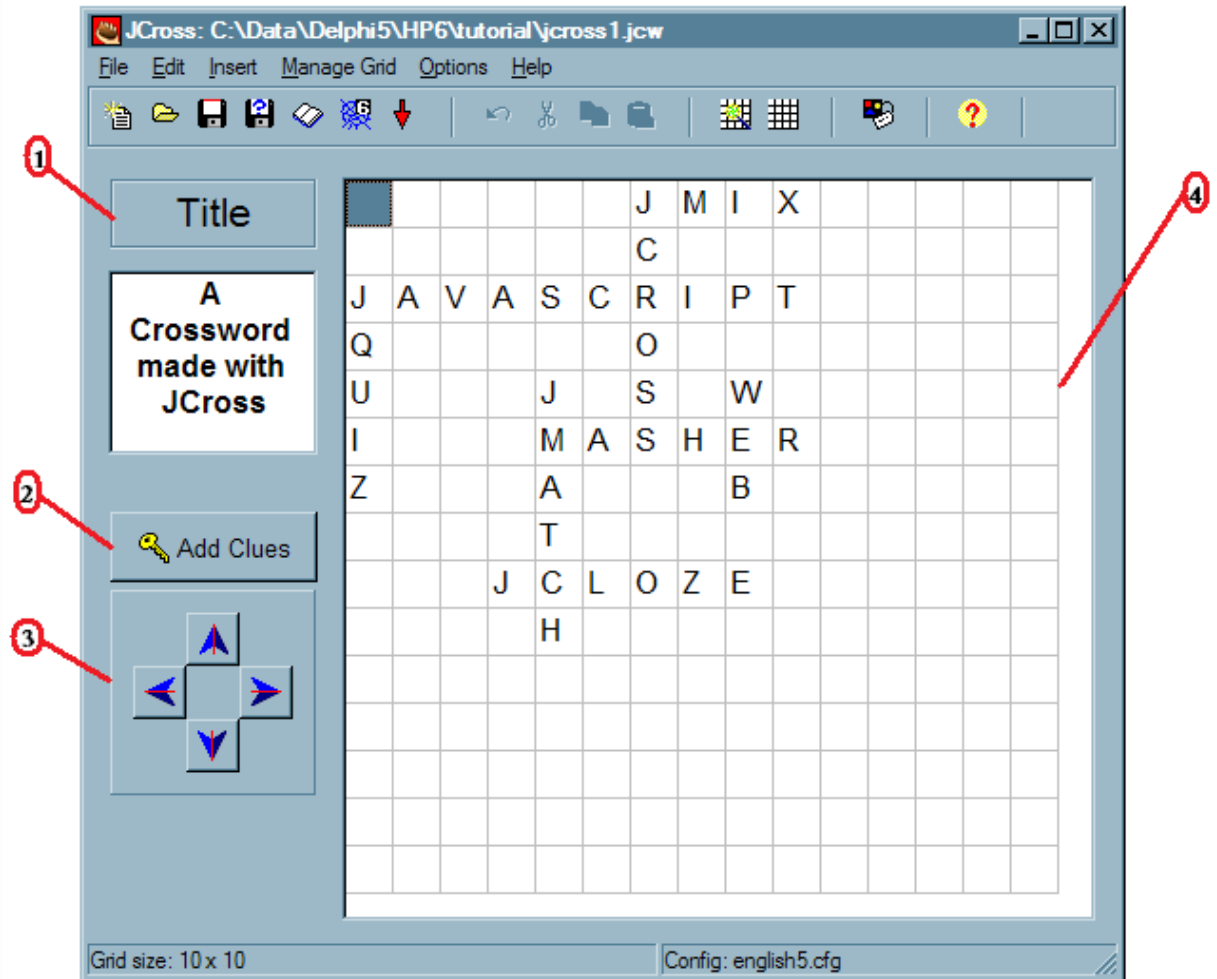 JCross: C:\Data\Delphi5\HP6\tutorial\jcross1.jcw
File Edit Insert Manage Grid Options Help
1
Title
A
Crossword
made with
JCross
2
Add Clues
3
4
J M I X
C
J A V A S C R I P T
Q O
U J S W
I M A S H E R
Z A B
T
J C L O Z E
H
Grid size: 10 x 10
Config: english5.cfg